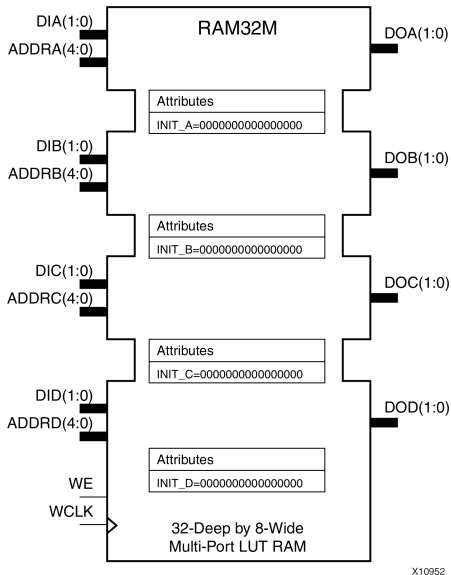 RAM32M
DIA(1:0)
DOA(1:0)
ADDRA(4:0)
Attributes
INIT_A=0000000000000000
DIB(1:0)
DOB(1:0)
ADDRB(4:0)
Attributes
INIT_B=0000000000000000
DIC(1:0)
DOC(1:0)
ADDRC(4:0)
Attributes
INIT_C=0000000000000000
DID(1:0)
DOD(1:0)
ADDRD(4:0)
Attributes
INIT_D=0000000000000000
WE
WCLK
32-Deep by 8-Wide
Multi-Port LUT RAM
X10952